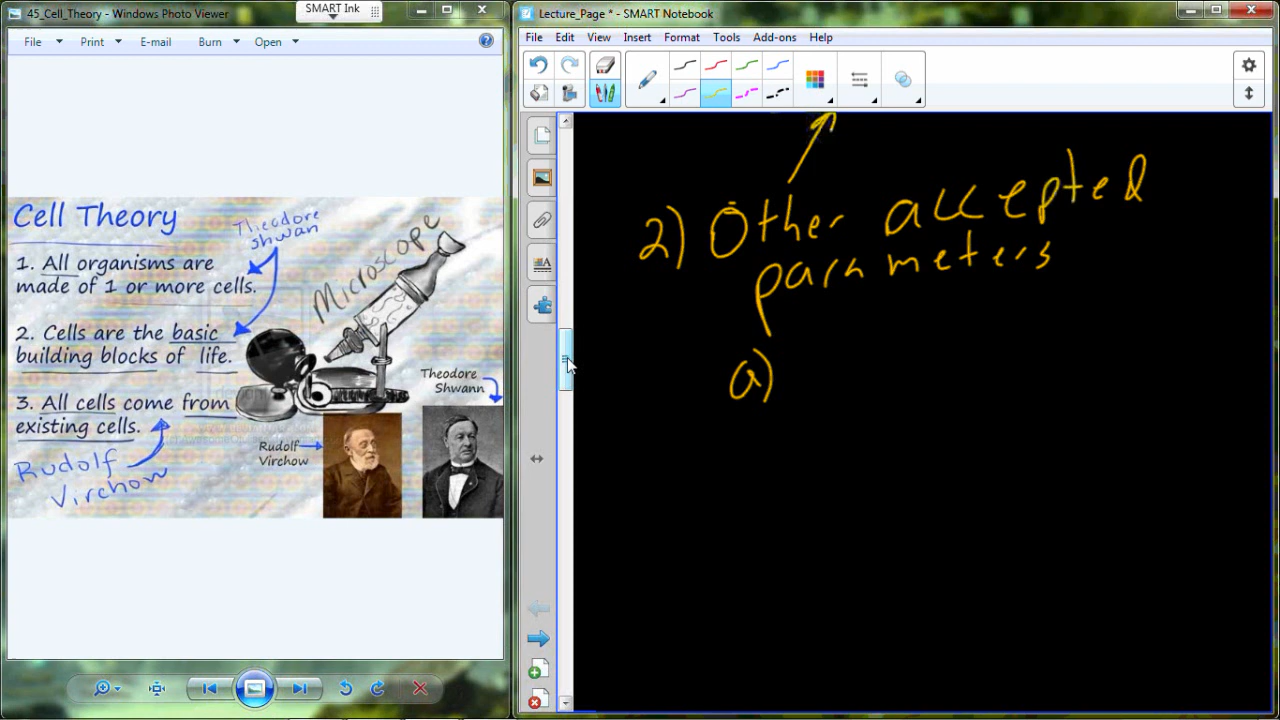 45_Cell_Theory - Windows Photo Viewer
SMART Ink
File Print E-mail Burn Open
Cell Theory
Theodore
shwan
1. All organisms are
made of 1 or more cells.
Microscope
2. Cells are the basic
building blocks of life.
Theodore
Shwann
3. All cells come from
existing cells.
Rudolf
Virchow
Rudolf
Virchow
Lecture_Page * - SMART Notebook
File Edit View Insert Format Tools Add-ons Help
2) Other accepted
parameters
a)